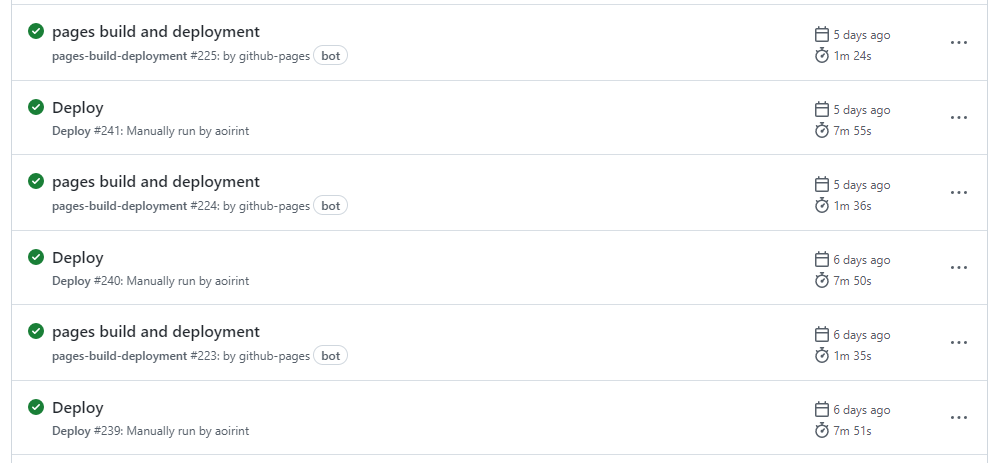 pages build and deployment
5 days ago
pages-build-deployment #225: by github-pages bot
1m 24s
Deploy
5 days ago
Deploy #241: Manually run by aoirint
7m 55s
pages build and deployment
5 days ago
pages-build-deployment #224: by github-pages bot
1m 36s
Deploy
6 days ago
Deploy #240: Manually run by aoirint
7m 50s
pages build and deployment
6 days ago
pages-build-deployment #223: by github-pages bot
1m 35s
Deploy
6 days ago
Deploy #239: Manually run by aoirint
7m 51s